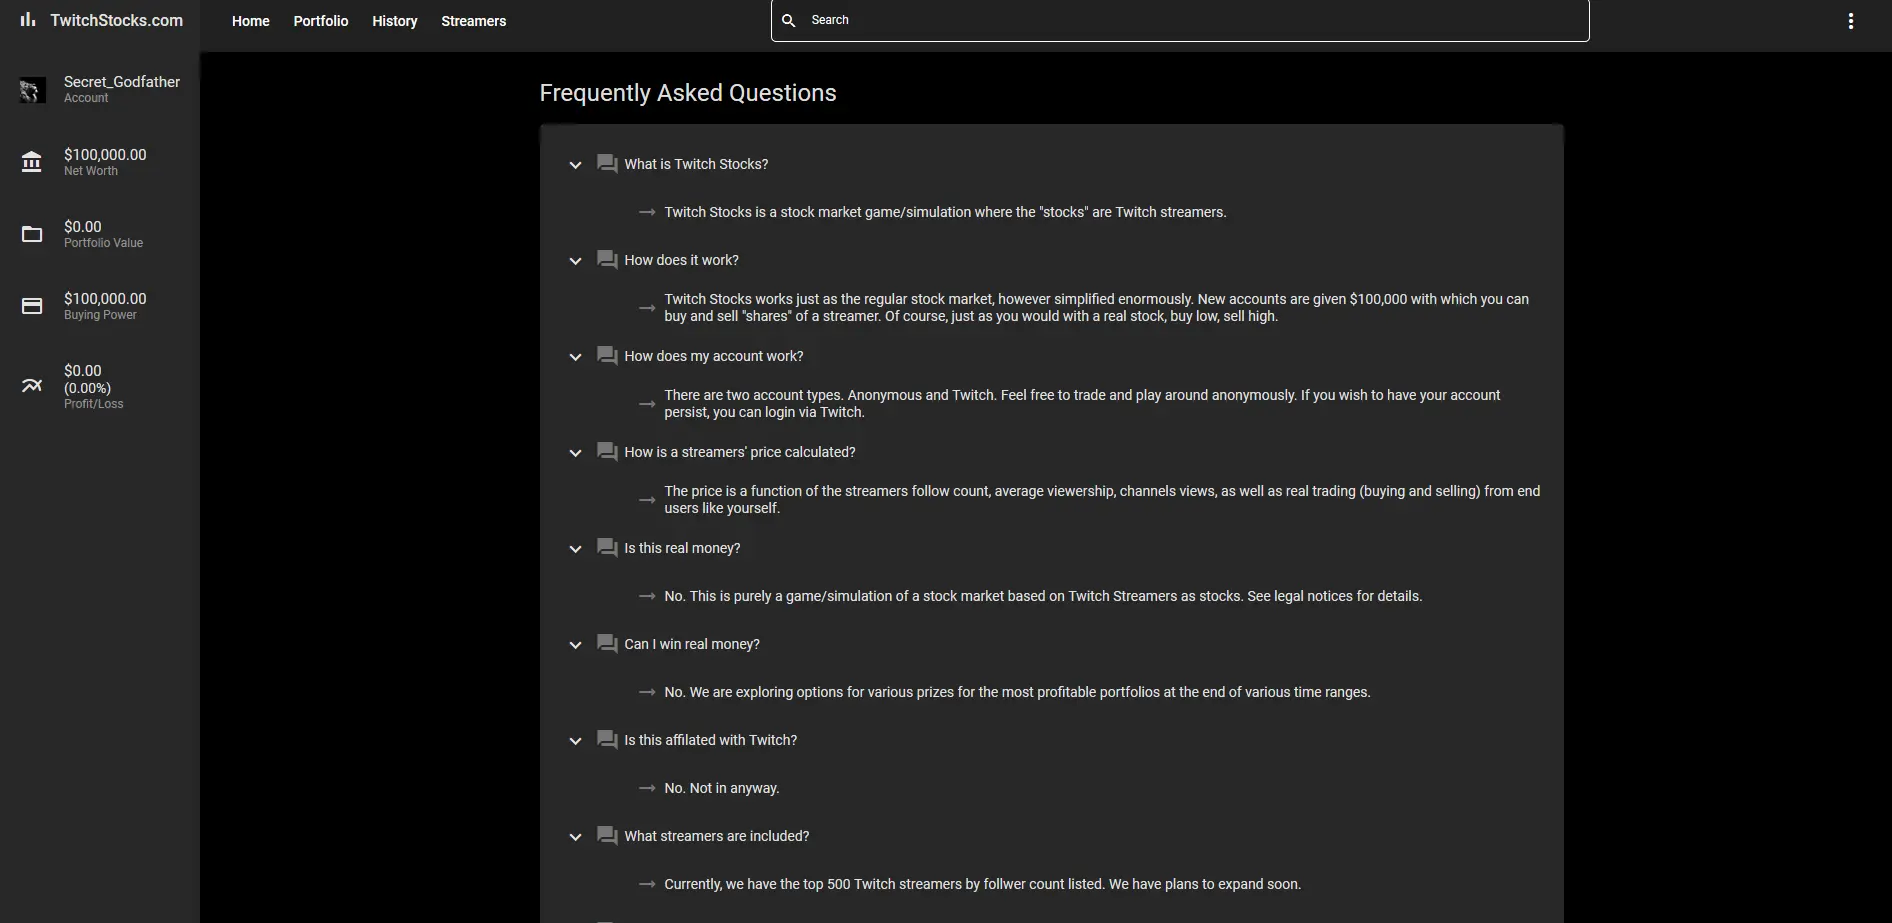 TwitchStocks.com
Home
Portfolio
History
Streamers
Search
Secret_Godfather
Account
$100,000.00
Net Worth
$0.00
Portfolio Value
$100,000.00
Buying Power
$0.00
(0.00%)
Profit/Loss
Frequently Asked Questions
What is Twitch Stocks?
Twitch Stocks is a stock market game/simulation where the "stocks" are Twitch streamers.
How does it work?
Twitch Stocks works just as the regular stock market, however simplified enormously. New accounts are given $100,000 with which you can
buy and sell "shares" of a streamer. Of course, just as you would with a real stock, buy low, sell high.
How does my account work?
There are two account types. Anonymous and Twitch. Feel free to trade and play around anonymously. If you wish to have your account
persist, you can login via Twitch.
How is a streamers' price calculated?
The price is a function of the streamers follow count, average viewership, channels views, as well as real trading (buying and selling) from end
users like yourself.
Is this real money?
No. This is purely a game/simulation of a stock market based on Twitch Streamers as stocks. See legal notices for details.
Can I win real money?
No. We are exploring options for various prizes for the most profitable portfolios at the end of various time ranges.
Is this affilated with Twitch?
No. Not in anyway.
What streamers are included?
Currently, we have the top 500 Twitch streamers by follwer count listed. We have plans to expand soon.